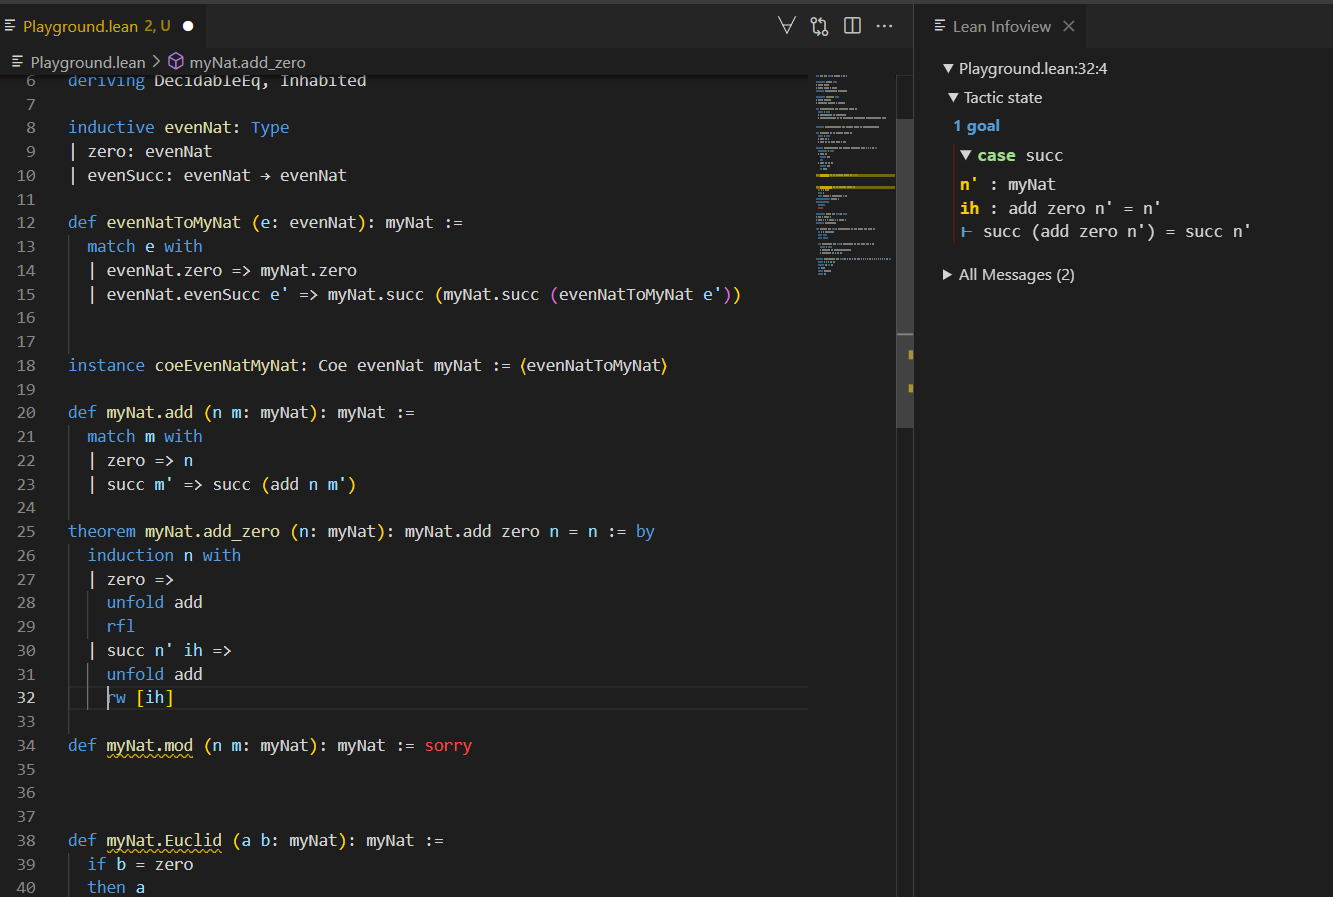 Playground.lean 2, U
Playground.lean > myNat.add_zero
6 deriving DecidableEq, Inhabited
7
8 inductive evenNat: Type
9 | zero: evenNat
10 | evenSucc: evenNat → evenNat
11
12 def evenNatToMyNat (e: evenNat): myNat :=
13 match e with
14 | evenNat.zero => myNat.zero
15 | evenNat.evenSucc e' => myNat.succ (myNat.succ (evenNatToMyNat e'))
16
17
18 instance coeEvenNatMyNat: Coe evenNat myNat := ⟨evenNatToMyNat⟩
19
20 def myNat.add (n m: myNat): myNat :=
21 match m with
22 | zero => n
23 | succ m' => succ (add n m')
24
25 theorem myNat.add_zero (n: myNat): myNat.add zero n = n := by
26 induction n with
27 | zero =>
28 unfold add
29 rfl
30 | succ n' ih =>
31 unfold add
32 rw [ih]
33
34 def myNat.mod (n m: myNat): myNat := sorry
35
36
37
38 def myNat.Euclid (a b: myNat): myNat :=
39 if b = zero
40 then a
Lean Infoview
Playground.lean:32:4
Tactic state
1 goal
case succ
n' : myNat
ih : add zero n' = n'
⊢ succ (add zero n') = succ n'
All Messages (2)